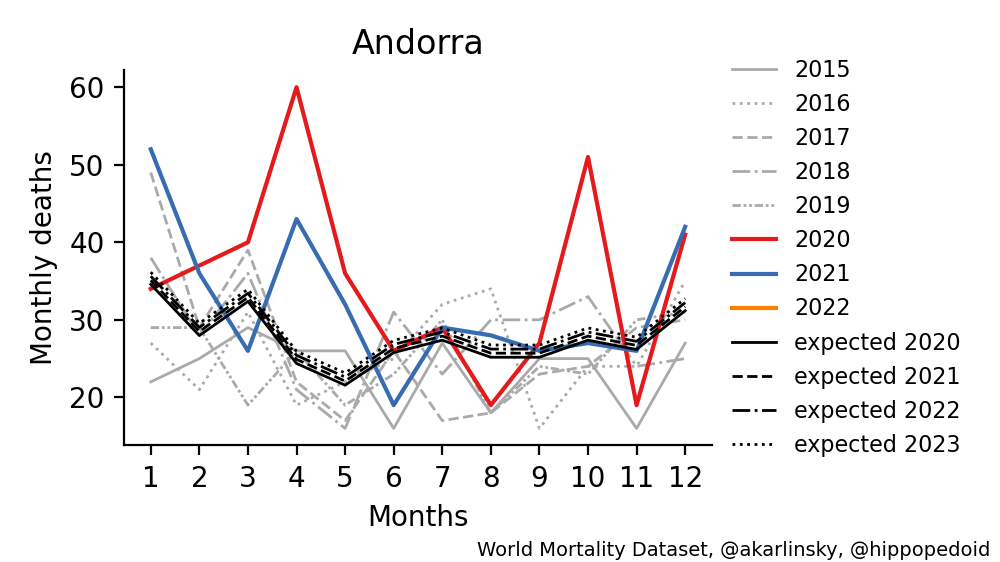 Andorra
Monthly deaths
60
50
40
30
20
1 2 3 4 5 6 7 8 9 10 11 12
Months
2015
2016
2017
2018
2019
2020
2021
2022
expected 2020
expected 2021
expected 2022
expected 2023
World Mortality Dataset, @akarlinsky, @hippopedoid